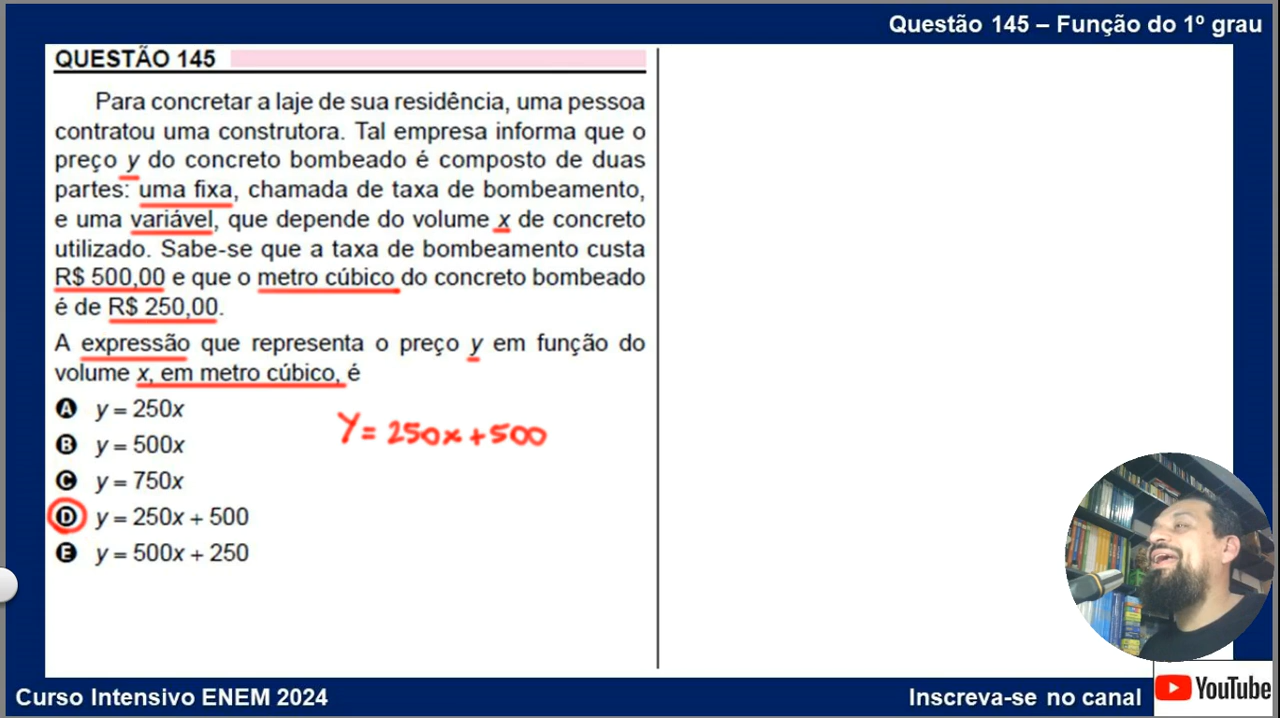 Questão 145 – Função do 1º grau
QUESTÃO 145
Para concretar a laje de sua residência, uma pessoa
contratou uma construtora. Tal empresa informa que o
preço y do concreto bombeado é composto de duas
partes: uma fixa, chamada de taxa de bombeamento,
e uma variável, que depende do volume x de concreto
utilizado. Sabe-se que a taxa de bombeamento custa
R$ 500,00 e que o metro cúbico do concreto bombeado
é de R$ 250,00.
A expressão que representa o preço y em função do
volume x, em metro cúbico, é
A y = 250x
B y = 500x
C y = 750x
D y = 250x + 500
E y = 500x + 250
Y = 250x + 500
Curso Intensivo ENEM 2024
Inscreva-se no canal
YouTube